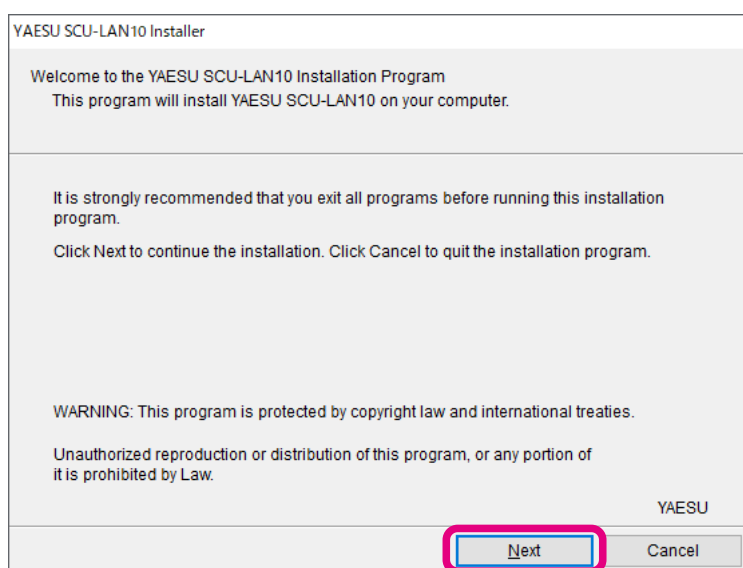 YAESU SCU-LAN10 Installer
Welcome to the YAESU SCU-LAN10 Installation Program
This program will install YAESU SCU-LAN10 on your computer.
It is strongly recommended that you exit all programs before running this installation
program.
Click Next to continue the installation. Click Cancel to quit the installation program.
WARNING: This program is protected by copyright law and international treaties.
Unauthorized reproduction or distribution of this program, or any portion of
it is prohibited by Law.
YAESU
Next
Cancel